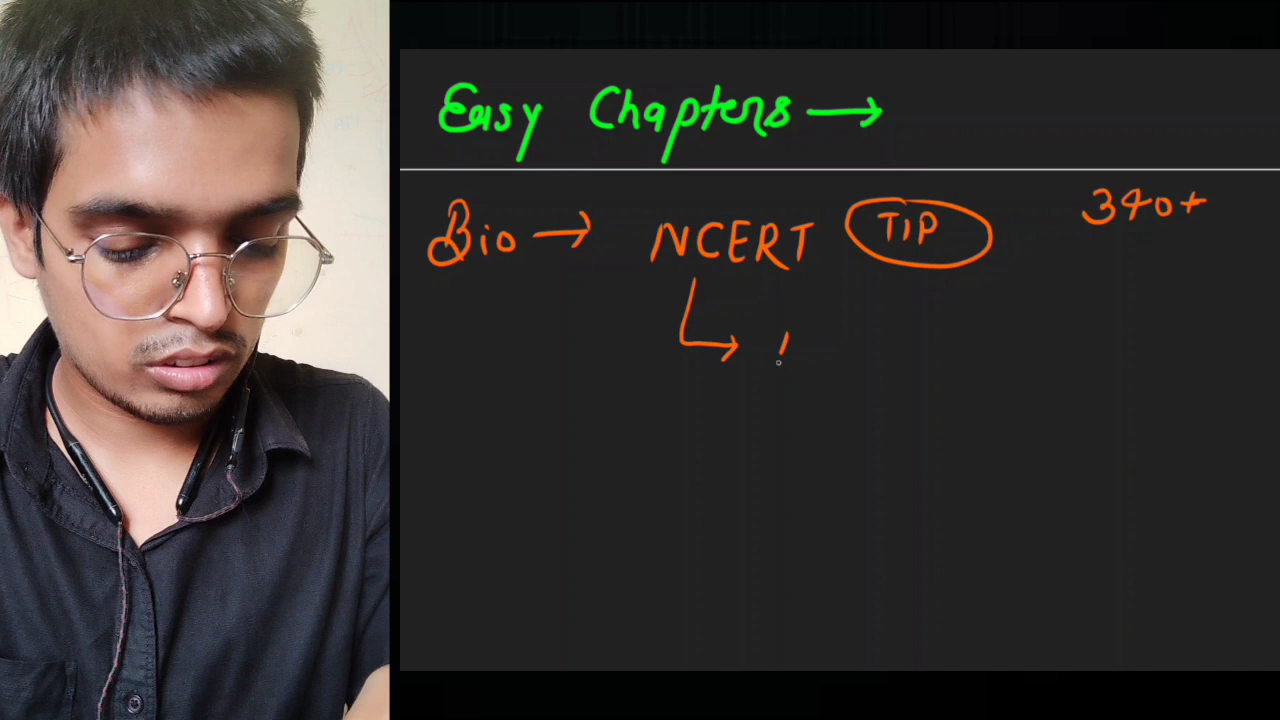 Easy Chapters →
Bio → NCERT TIP 340+